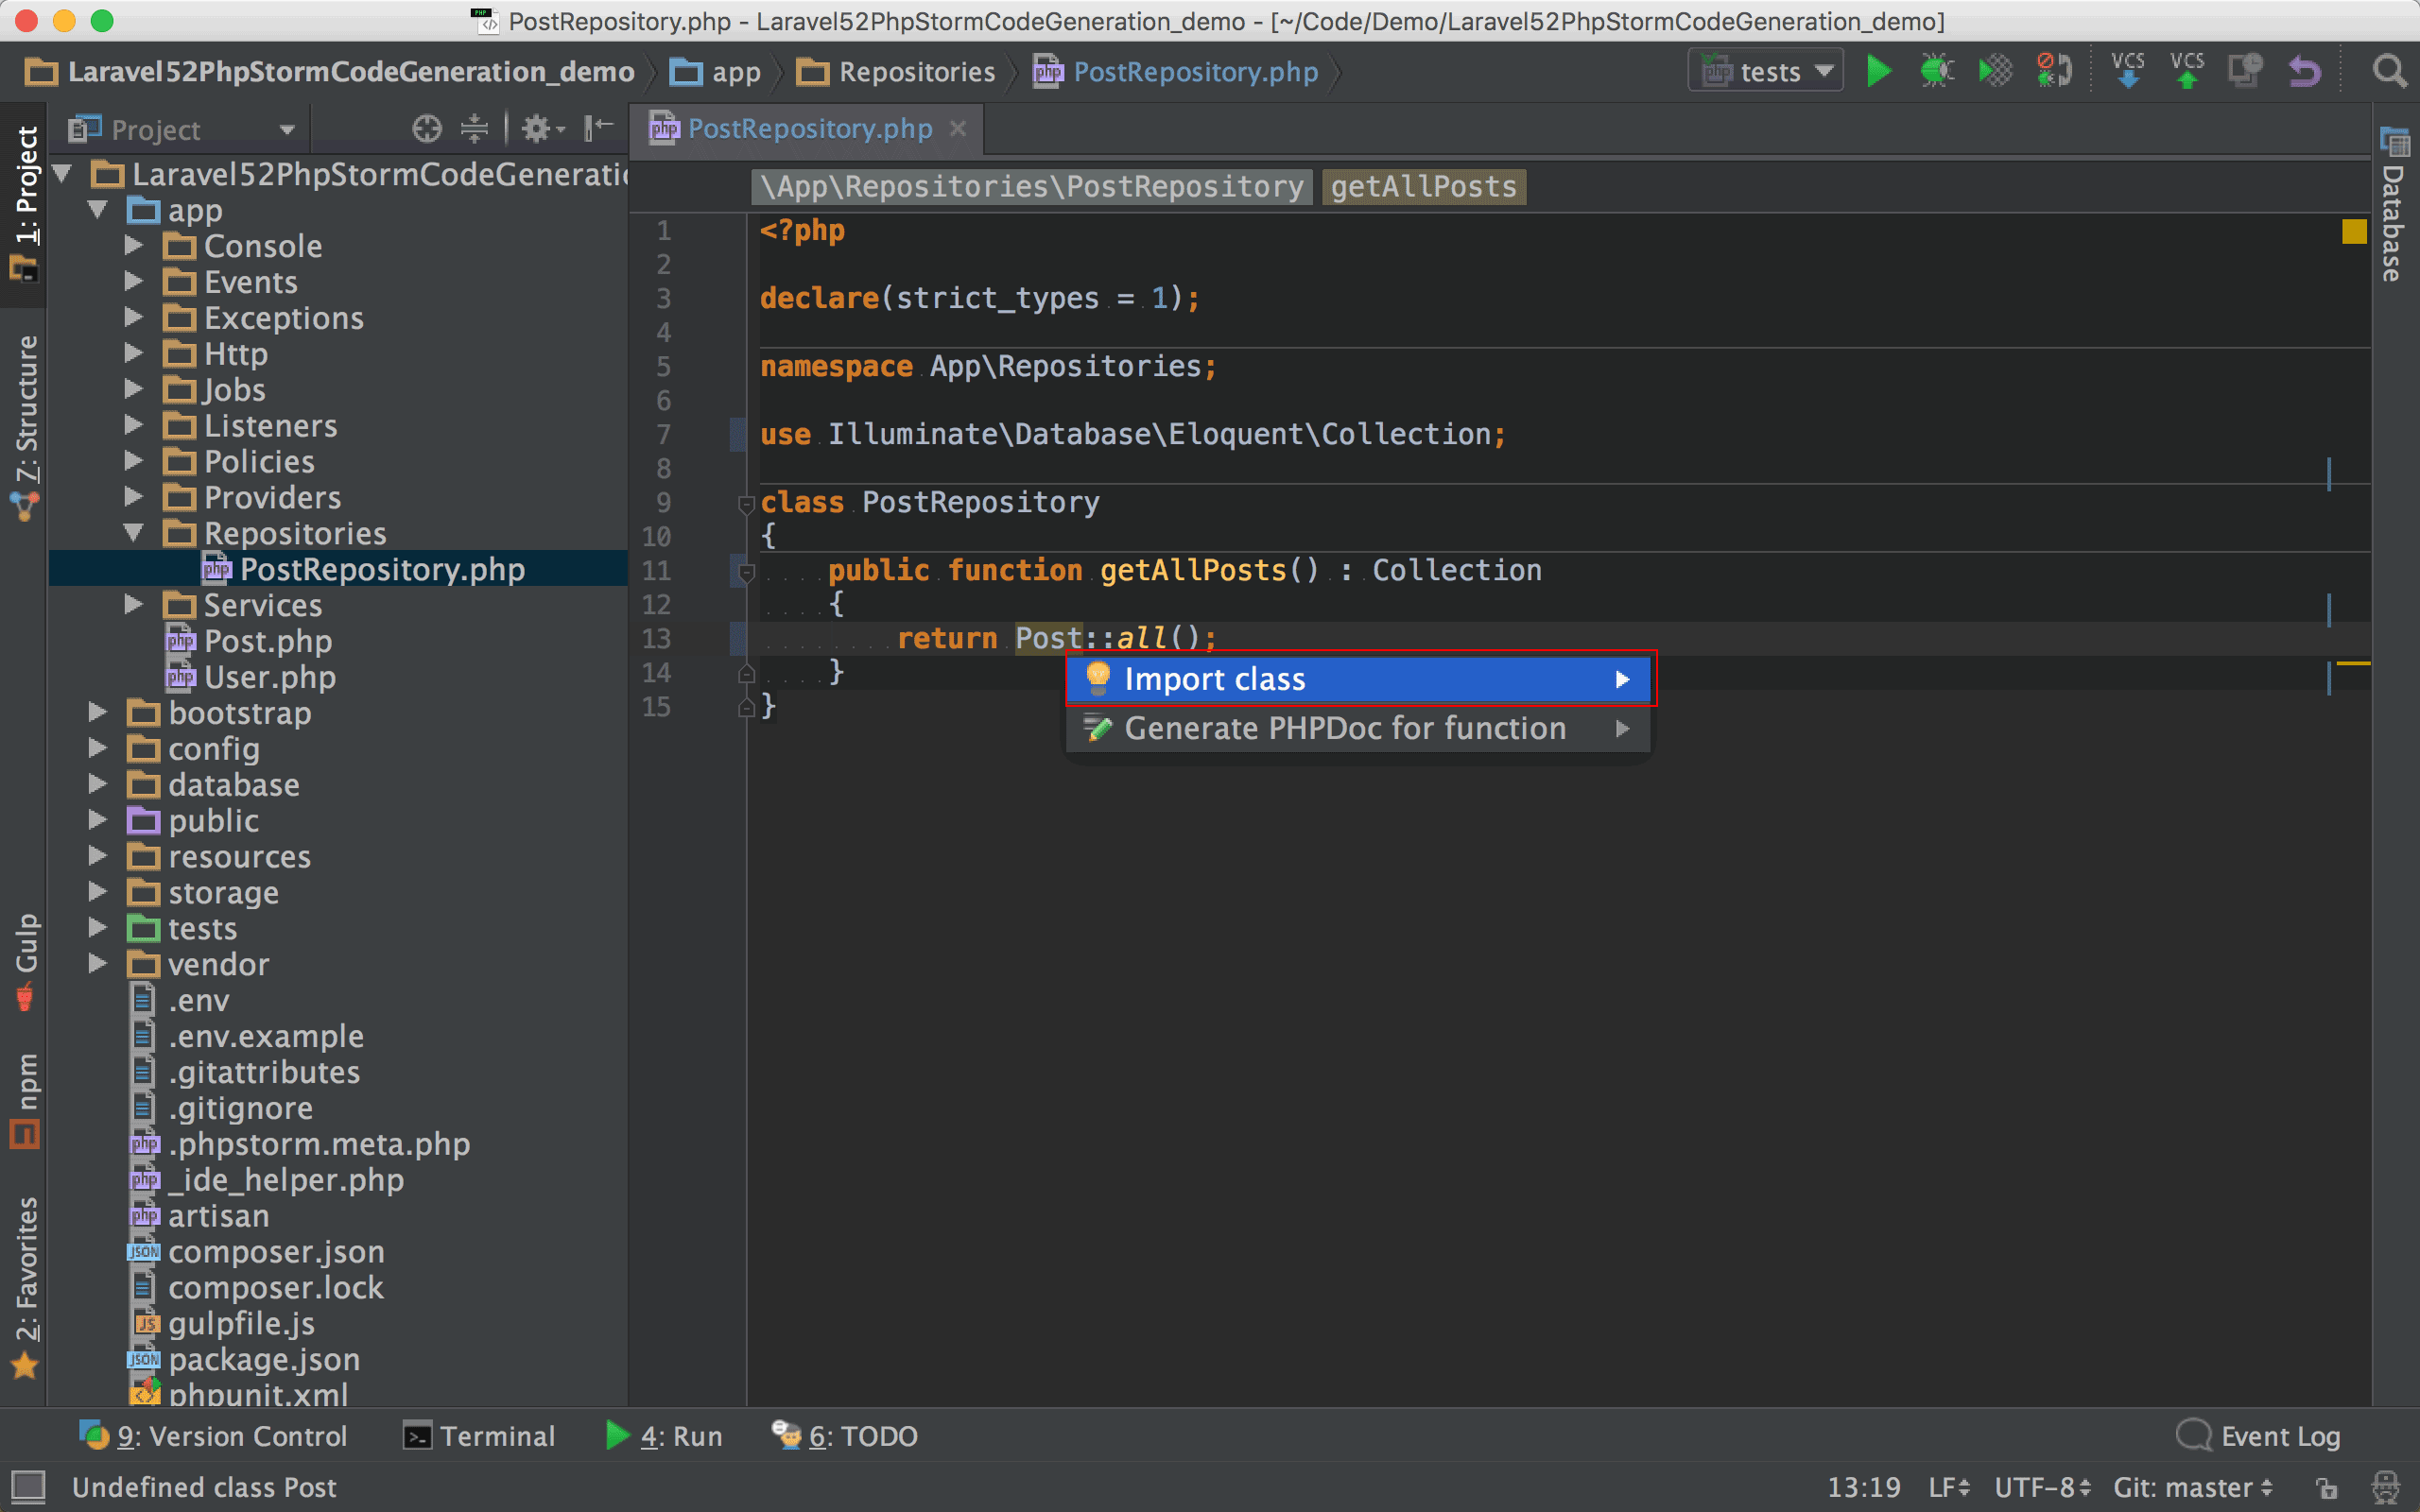 PostRepository.php - Laravel52PhpStormCodeGeneration_demo - [~/Code/Demo/Laravel52PhpStormCodeGeneration_demo]
Laravel52PhpStormCodeGeneration_demo app Repositories PostRepository.php tests VCS VCS
1: Project
Z: Structure
Gulp
npm
2: Favorites
Project
Laravel52PhpStormCodeGeneratio
app
Console
Events
Exceptions
Http
Jobs
Listeners
Policies
Providers
Repositories
PostRepository.php
Services
Post.php
User.php
bootstrap
config
database
public
resources
storage
tests
vendor
.env
.env.example
.gitattributes
.gitignore
.phpstorm.meta.php
_ide_helper.php
artisan
composer.json
composer.lock
gulpfile.js
package.json
phpunit.xml
PostRepository.php
\App\Repositories\PostRepository getAllPosts
1 <?php
2
3 declare(strict_types = 1);
4
5 namespace App\Repositories;
6
7 use Illuminate\Database\Eloquent\Collection;
8
9 class PostRepository
10 {
11 public function getAllPosts() : Collection
12 {
13 return Post::all();
14 }
15 }
Import class
Generate PHPDoc for function
Database
9: Version Control Terminal 4: Run 6: TODO Event Log
Undefined class Post 13:19 LF UTF-8 Git: master